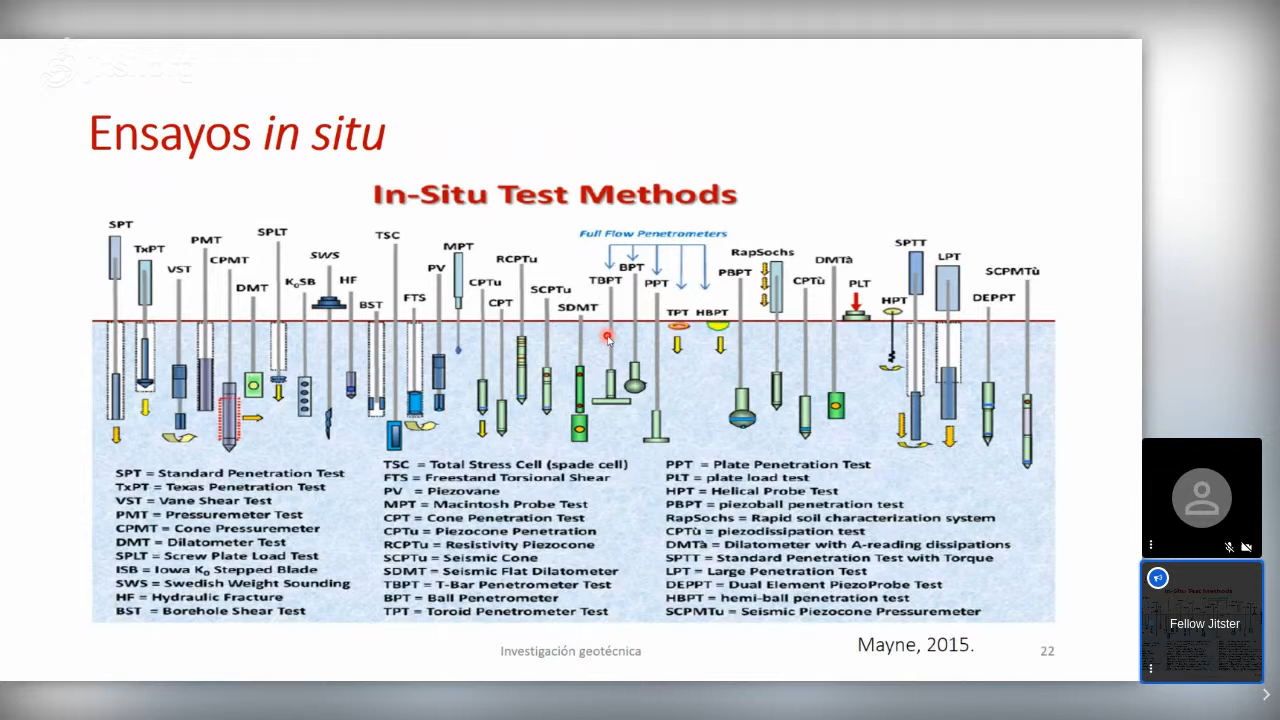 Ensayos in situ
In-Situ Test Methods
SPT
TxPT
VST
PMT
CPMT
DMT
SPLT
K₀SB
SWS
HF
BST
TSC
FTS
PV
MPT
CPTu
CPT
RCPTu
SCPTu
SDMT
Full Flow Penetrometers
TBPT
BPT
PPT
TPT
HBPT
PBPT
RapSochs
CPTù
DMTà
PLT
HPT
SPTT
LPT
DEPPT
SCPMTù
SPT = Standard Penetration Test
TxPT = Texas Penetration Test
VST = Vane Shear Test
PMT = Pressuremeter Test
CPMT = Cone Pressuremeter
DMT = Dilatometer Test
SPLT = Screw Plate Load Test
ISB = Iowa K₀ Stepped Blade
SWS = Swedish Weight Sounding
HF = Hydraulic Fracture
BST = Borehole Shear Test
TSC = Total Stress Cell (spade cell)
FTS = Freestand Torsional Shear
PV = Piezovane
MPT = Macintosh Probe Test
CPT = Cone Penetration Test
CPTu = Piezocone Penetration
RCPTu = Resistivity Piezocone
SCPTu = Seismic Cone
SDMT = Seismic Flat Dilatometer
TBPT = T-Bar Penetrometer Test
BPT = Ball Penetrometer
TPT = Toroid Penetrometer Test
PPT = Plate Penetration Test
PLT = plate load test
HPT = Helical Probe Test
PBPT = piezoball penetration test
RapSochs = Rapid soil characterization system
CPTù = piezodissipation test
DMTà = Dilatometer with A-reading dissipations
SPTT = Standard Penetration Test with Torque
LPT = Large Penetration Test
DEPPT = Dual Element PiezoProbe Test
HBPT = hemi-ball penetration test
SCPMTu = Seismic Piezocone Pressuremeter
Mayne, 2015.
Investigación geotécnica
22
Fellow Jitster